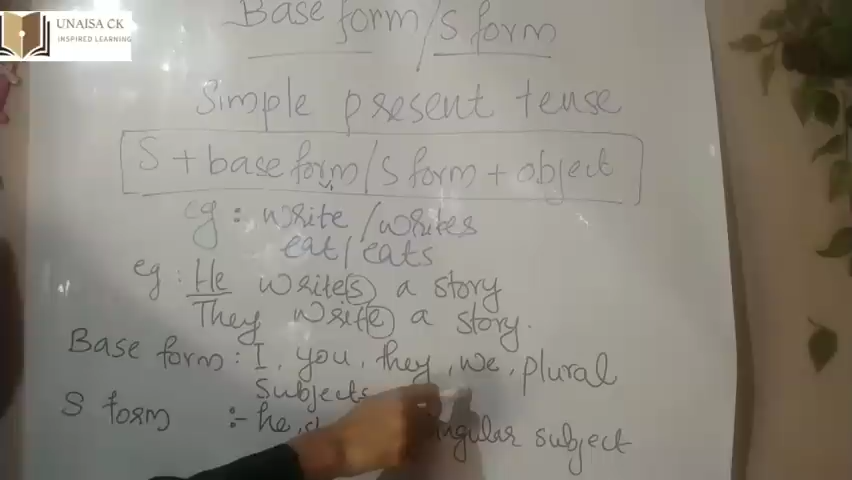 UNAISA CK
INSPIRED LEARNING
Base form/s form
Simple present tense
S + base form/s form + object
eg : write/writes
eat/eats
eg : He writes a story
They write a story.
Base form : I, you, they, we, plural
Subjects
S form :- he, singular subject